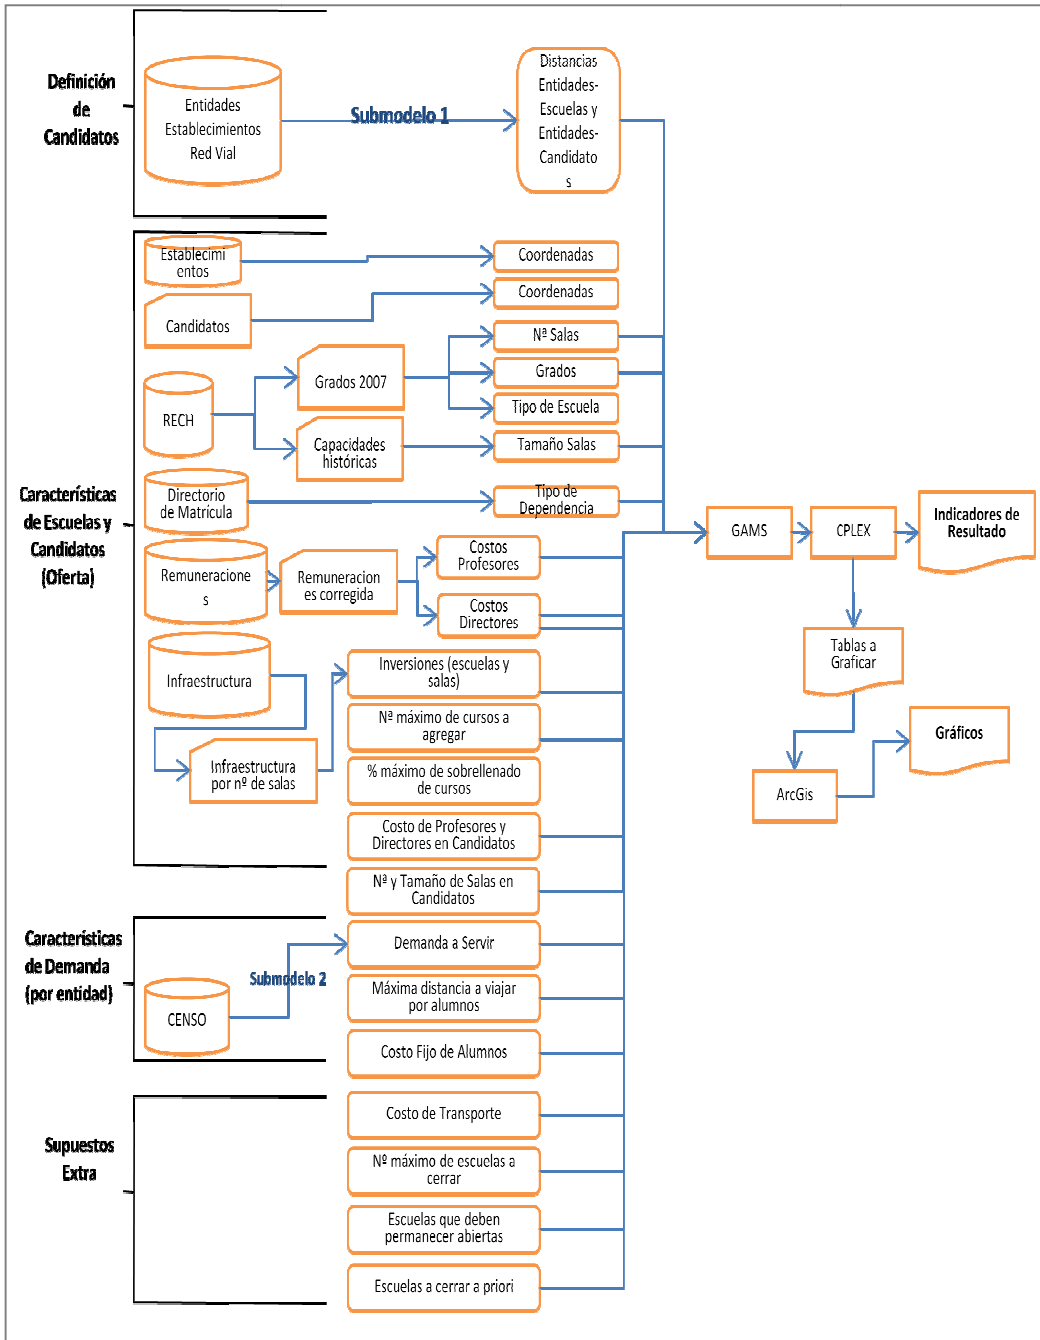 Definición
de
Candidatos
Entidades
Establecimientos
Red Vial
Submodelo 1
Distancias
Entidades-
Escuelas y
Entidades-
Candidato
s
Características
de Escuelas y
Candidatos
(Oferta)
Establecimi
entos
Coordenadas
Candidatos
Coordenadas
RECH
Grados 2007
Nª Salas
Grados
Tipo de Escuela
Capacidades
históricas
Tamaño Salas
Directorio
de Matrícula
Tipo de
Dependencia
Remuneracione
s
Remuneracion
es corregida
Costos
Profesores
Costos
Directores
Infraestructura
Infraestructura
por nº de salas
Inversiones (escuelas y
salas)
Nª máximo de cursos a
agregar
% máximo de sobrellenado
de cursos
Costo de Profesores y
Directores en Candidatos
Nª y Tamaño de Salas en
Candidatos
GAMS
CPLEX
Indicadores de
Resultado
Tablas a
Graficar
ArcGis
Gráficos
Características
de Demanda
(por entidad)
CENSO
Submodelo 2
Demanda a Servir
Máxima distancia a viajar
por alumnos
Costo Fijo de Alumnos
Supuestos
Extra
Costo de Transporte
Nº máximo de escuelas a
cerrar
Escuelas que deben
permanecer abiertas
Escuelas a cerrar a priori